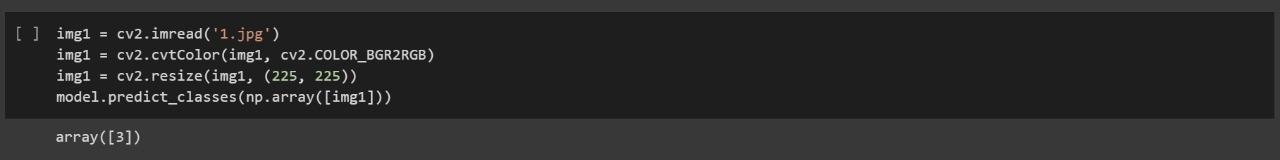 [ ] img1 = cv2.imread('1.jpg')
img1 = cv2.cvtColor(img1, cv2.COLOR_BGR2RGB)
img1 = cv2.resize(img1, (225, 225))
model.predict_classes(np.array([img1]))
array([3])